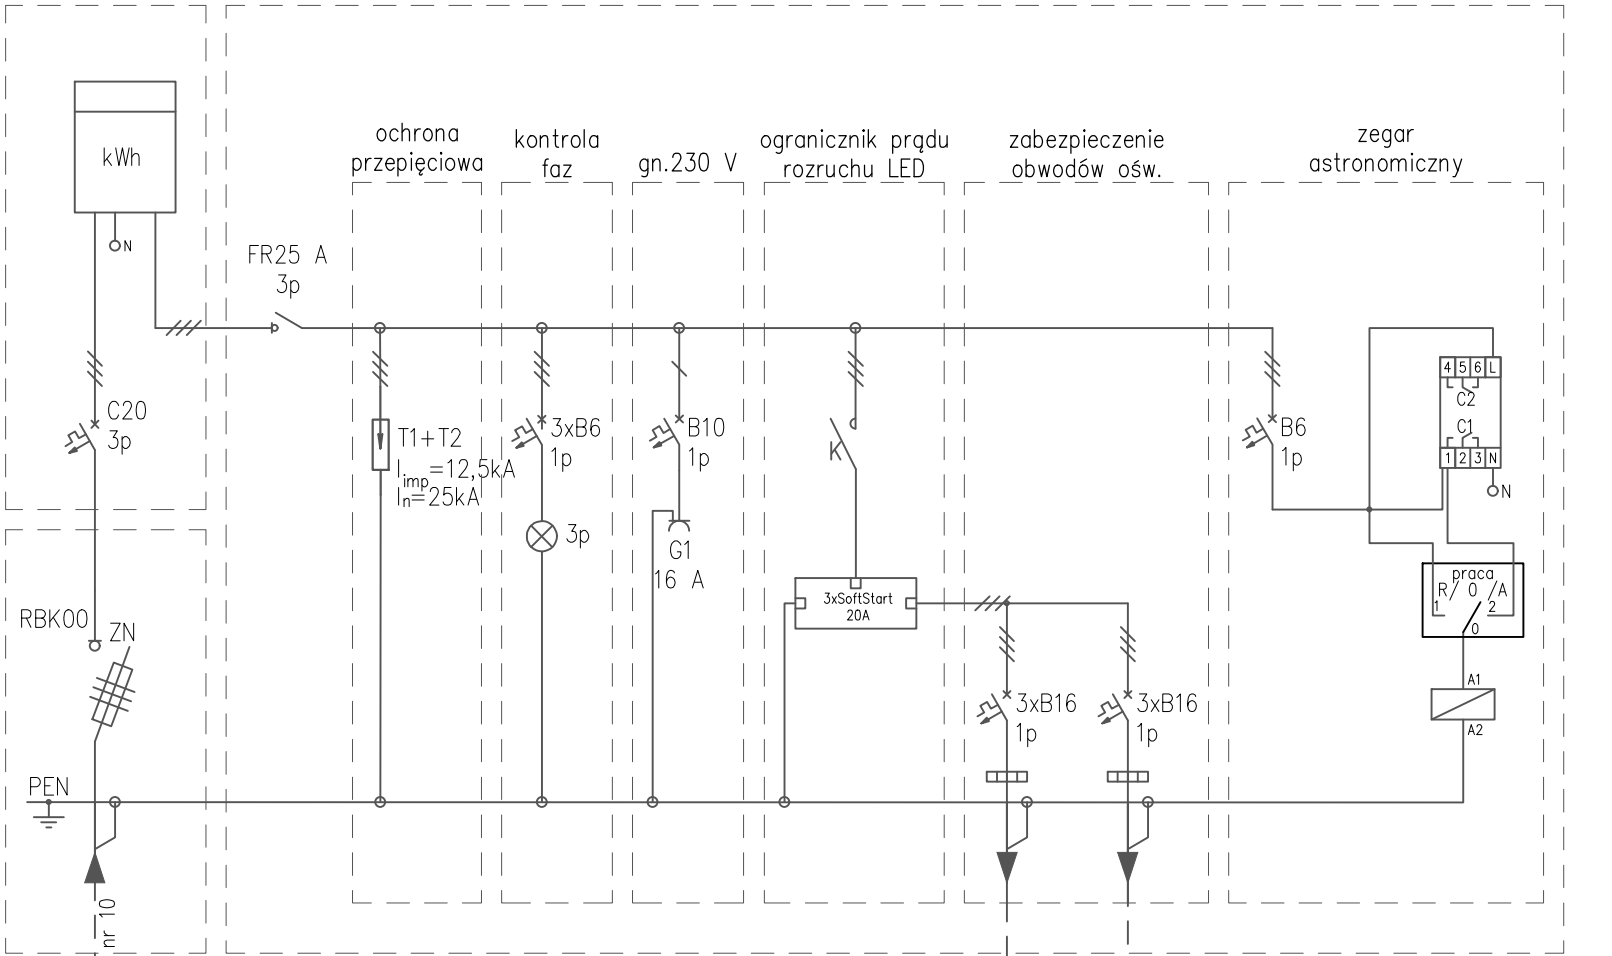 kWh
N
C20
3p
RBK00
ZN
PEN
nr 10
FR25 A
3p
ochrona
przepięciowa
T1+T2
Iimp=12,5kA
In=25kA
kontrola
faz
3xB6
1p
3p
gn.230 V
B10
1p
G1
16 A
ogranicznik prądu
rozruchu LED
K
3xSoftStart
20A
zabezpieczenie
obwodów ośw.
3xB16
1p
3xB16
1p
zegar
astronomiczny
B6
1p
4 5 6 L
C2
C1
1 2 3 N
N
praca
R/ 0 /A
1 2
0
A1
A2